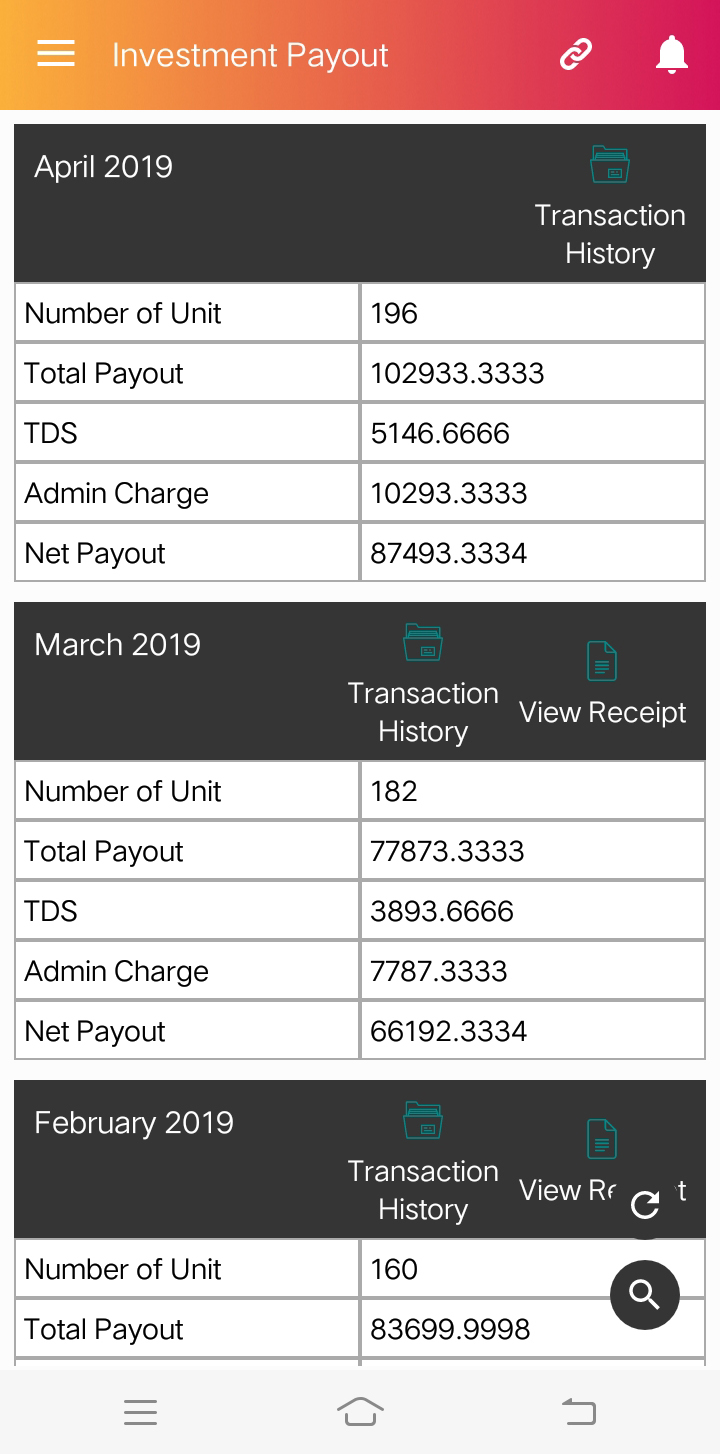 Investment Payout
April 2019
Transaction
History
Number of Unit 196
Total Payout 102933.3333
TDS 5146.6666
Admin Charge 10293.3333
Net Payout 87493.3334
March 2019
Transaction
History
View Receipt
Number of Unit 182
Total Payout 77873.3333
TDS 3893.6666
Admin Charge 7787.3333
Net Payout 66192.3334
February 2019
Transaction
History
View
Number of Unit 160
Total Payout 83699.9998